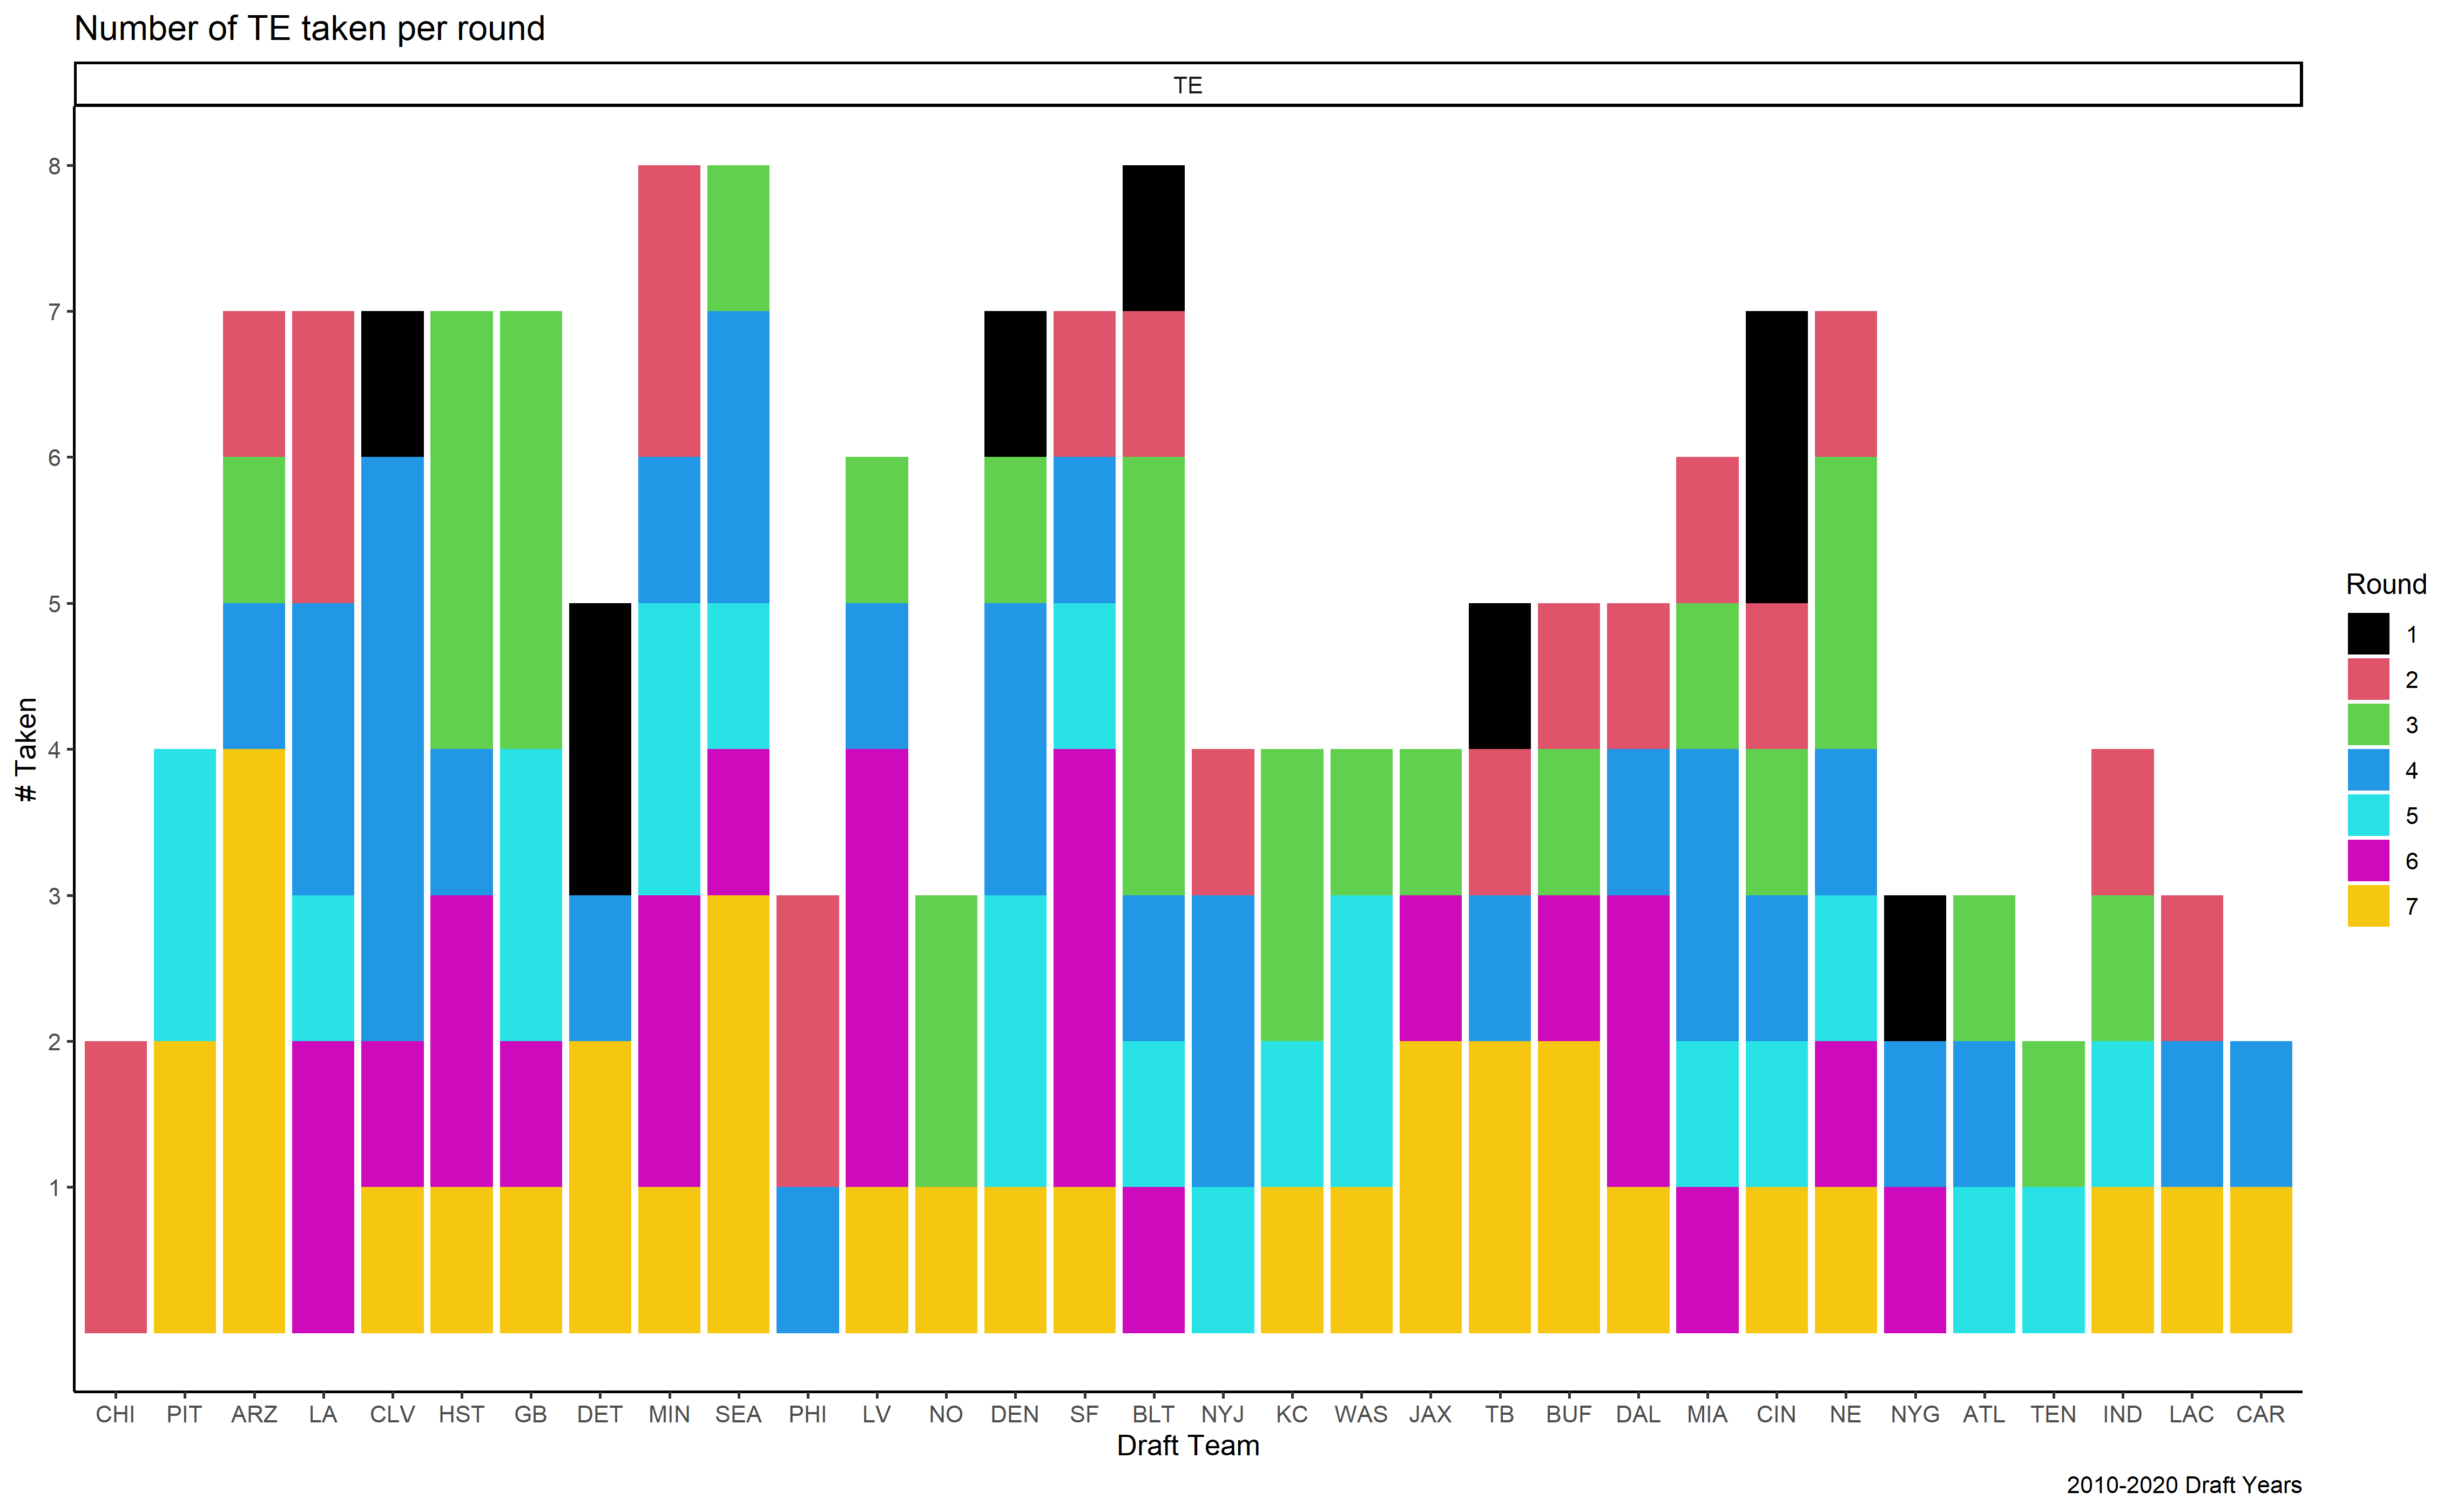 Number of TE taken per round
TE
8
7
6
5
4
3
2
1
# Taken
CHI PIT ARZ LA CLV HST GB DET MIN SEA PHI LV NO DEN SF BLT NYJ KC WAS JAX TB BUF DAL MIA CIN NE NYG ATL TEN IND LAC CAR
Draft Team
2010-2020 Draft Years
Round
1
2
3
4
5
6
7